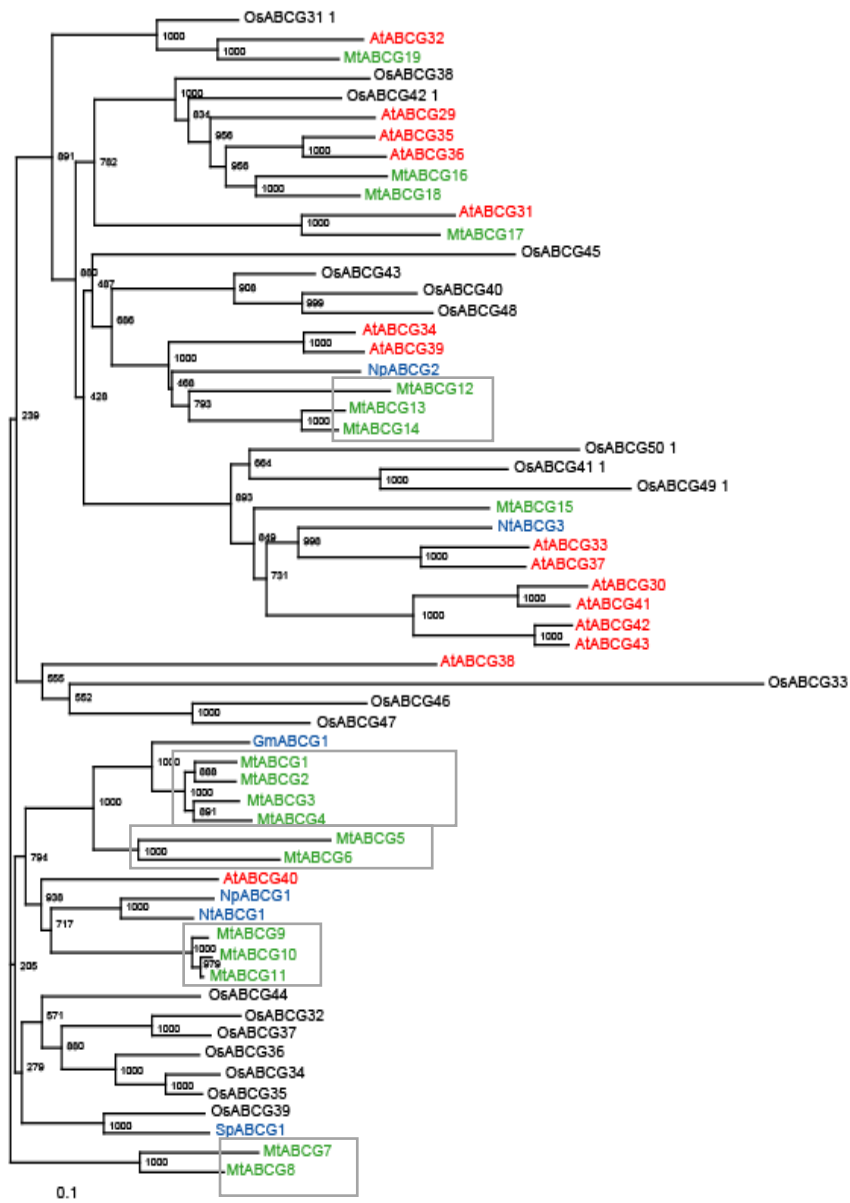 OsABCG31 1
1000
AtABCG32
1000
MtABCG19
OsABCG38
1000
OsABCG42 1
834
AtABCG29
956
AtABCG35
1000
AtABCG36
891
782
956
MtABCG16
1000
MtABCG18
AtABCG31
1000
MtABCG17
OsABCG45
880
487
OsABCG43
908
OsABCG40
999
OsABCG48
686
AtABCG34
1000
1000
AtABCG39
NpABCG2
468
MtABCG12
428
793
MtABCG13
1000
MtABCG14
239
OsABCG50 1
664
OsABCG41 1
1000
OsABCG49 1
893
MtABCG15
NtABCG3
849
998
AtABCG33
1000
AtABCG37
731
AtABCG30
1000
AtABCG41
1000
AtABCG42
1000
AtABCG43
AtABCG38
555
OsABCG33
552
OsABCG46
1000
OsABCG47
GmABCG1
1000
MtABCG1
888
MtABCG2
1000
MtABCG3
1000
891
MtABCG4
MtABCG5
1000
MtABCG6
794
AtABCG40
938
NpABCG1
1000
NtABCG1
717
MtABCG9
1000
MtABCG10
979
MtABCG11
205
OsABCG44
571
OsABCG32
1000
OsABCG37
880
OsABCG36
279
1000
OsABCG34
1000
OsABCG35
OsABCG39
1000
SpABCG1
MtABCG7
1000
MtABCG8
0.1